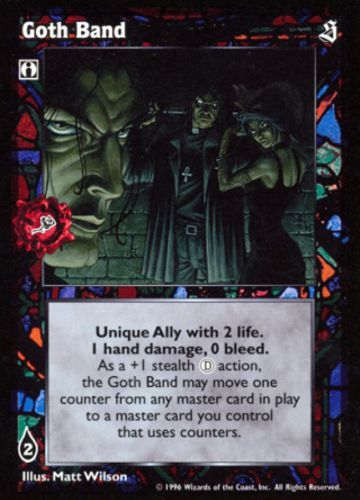 Goth Band
Unique Ally with 2 life.
1 hand damage, 0 bleed.
As a +1 stealth Ⓓ action,
the Goth Band may move one
counter from any master card in play
to a master card you control
that uses counters.
2
Illus. Matt Wilson
© 1996 Wizards of the Coast, Inc. All Rights Reserved.